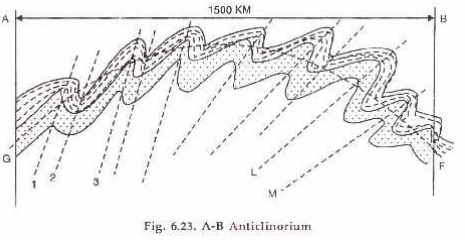 A 1500 KM B
G
1 2 3
L
M
F
Fig. 6.23. A-B Anticlinorium